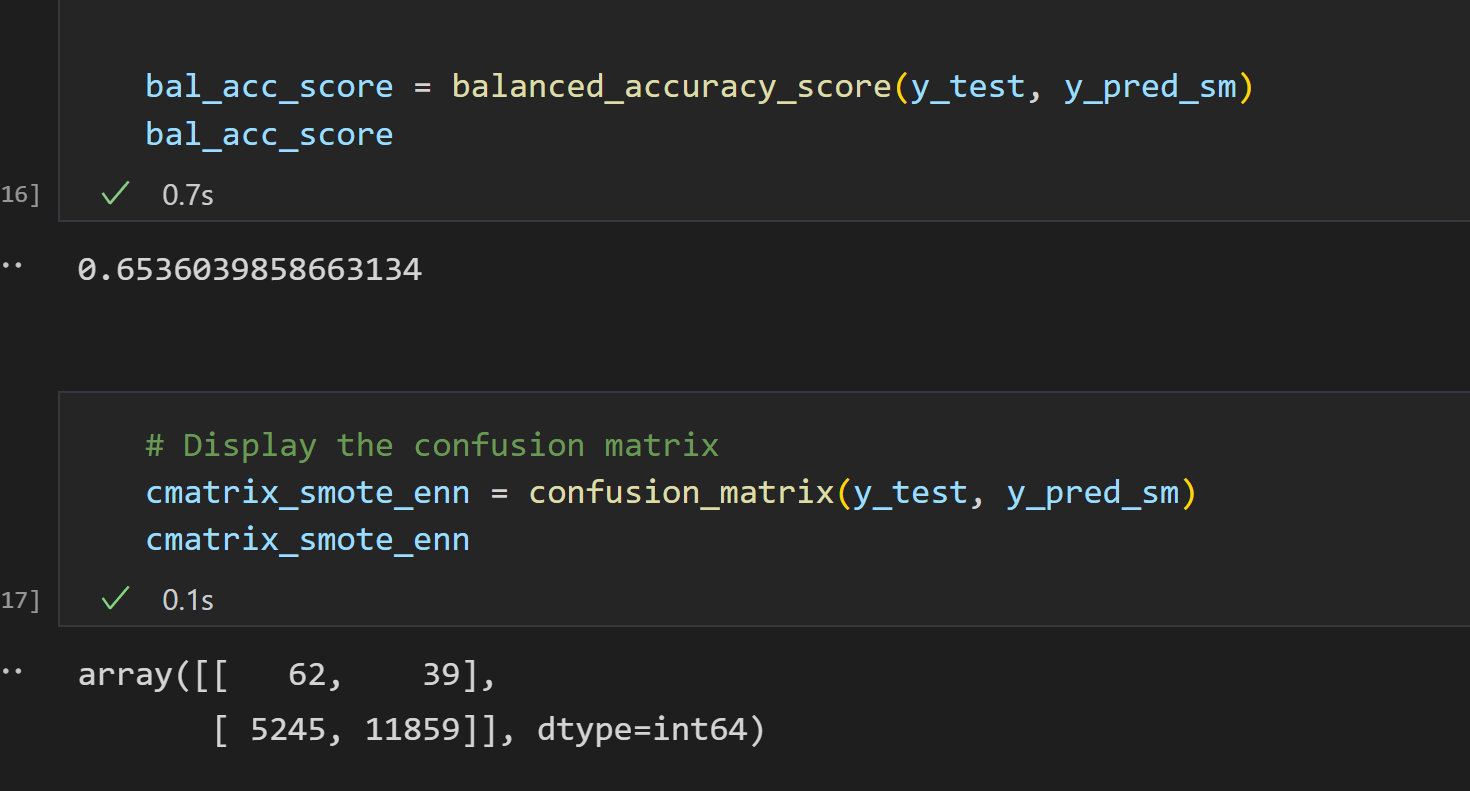 bal_acc_score = balanced_accuracy_score(y_test, y_pred_sm)
bal_acc_score
16] 0.7s
0.6536039858663134
# Display the confusion matrix
cmatrix_smote_enn = confusion_matrix(y_test, y_pred_sm)
cmatrix_smote_enn
17] 0.1s
array([[   62,    39],
       [ 5245, 11859]], dtype=int64)